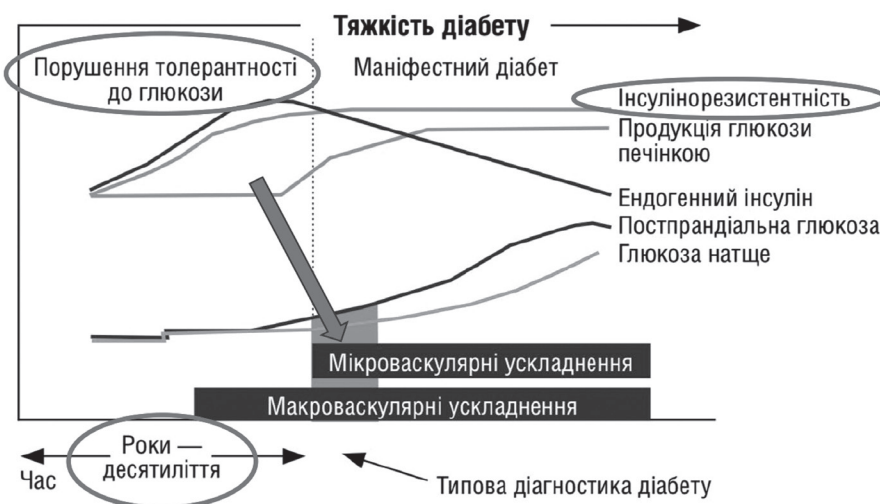 Тяжкість діабету
Порушення толерантності
до глюкози
Маніфестний діабет
Інсулінорезистентність
Продукція глюкози
печінкою
Ендогенний інсулін
Постпрандіальна глюкоза
Глюкоза натще
Мікроваскулярні ускладнення
Макроваскулярні ускладнення
Роки —
десятиліття
Час
Типова діагностика діабету